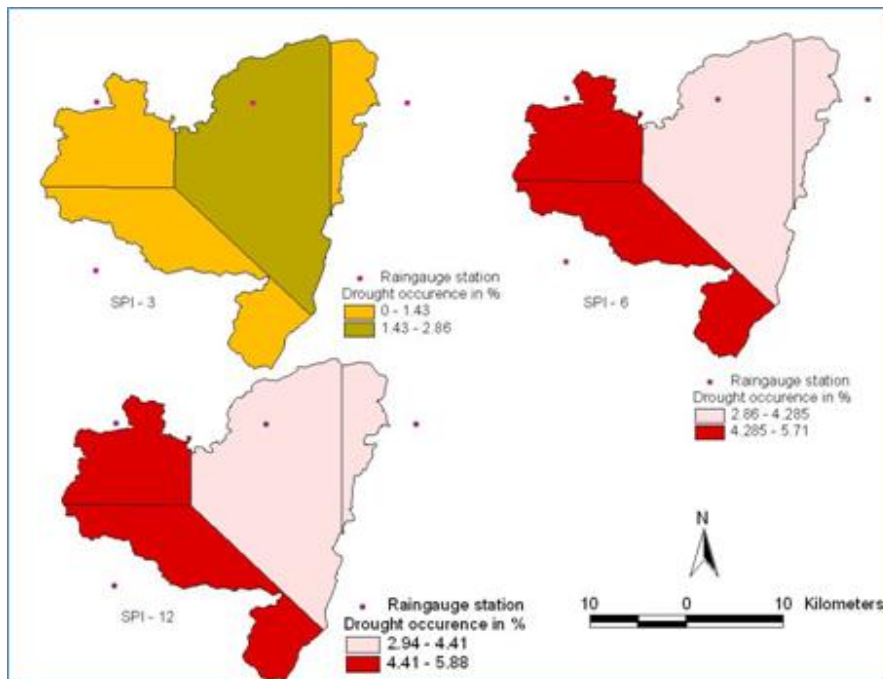 SPI - 3
Raingauge station
Drought occurence in %
0 - 1.43
1.43 - 2.86
SPI - 6
Raingauge station
Drought occurence in %
2.86 - 4.285
4.285 - 5.71
SPI - 12
Raingauge station
Drought occurence in %
2.94 - 4.41
4.41 - 5.88
N
10 0 10 Kilometers